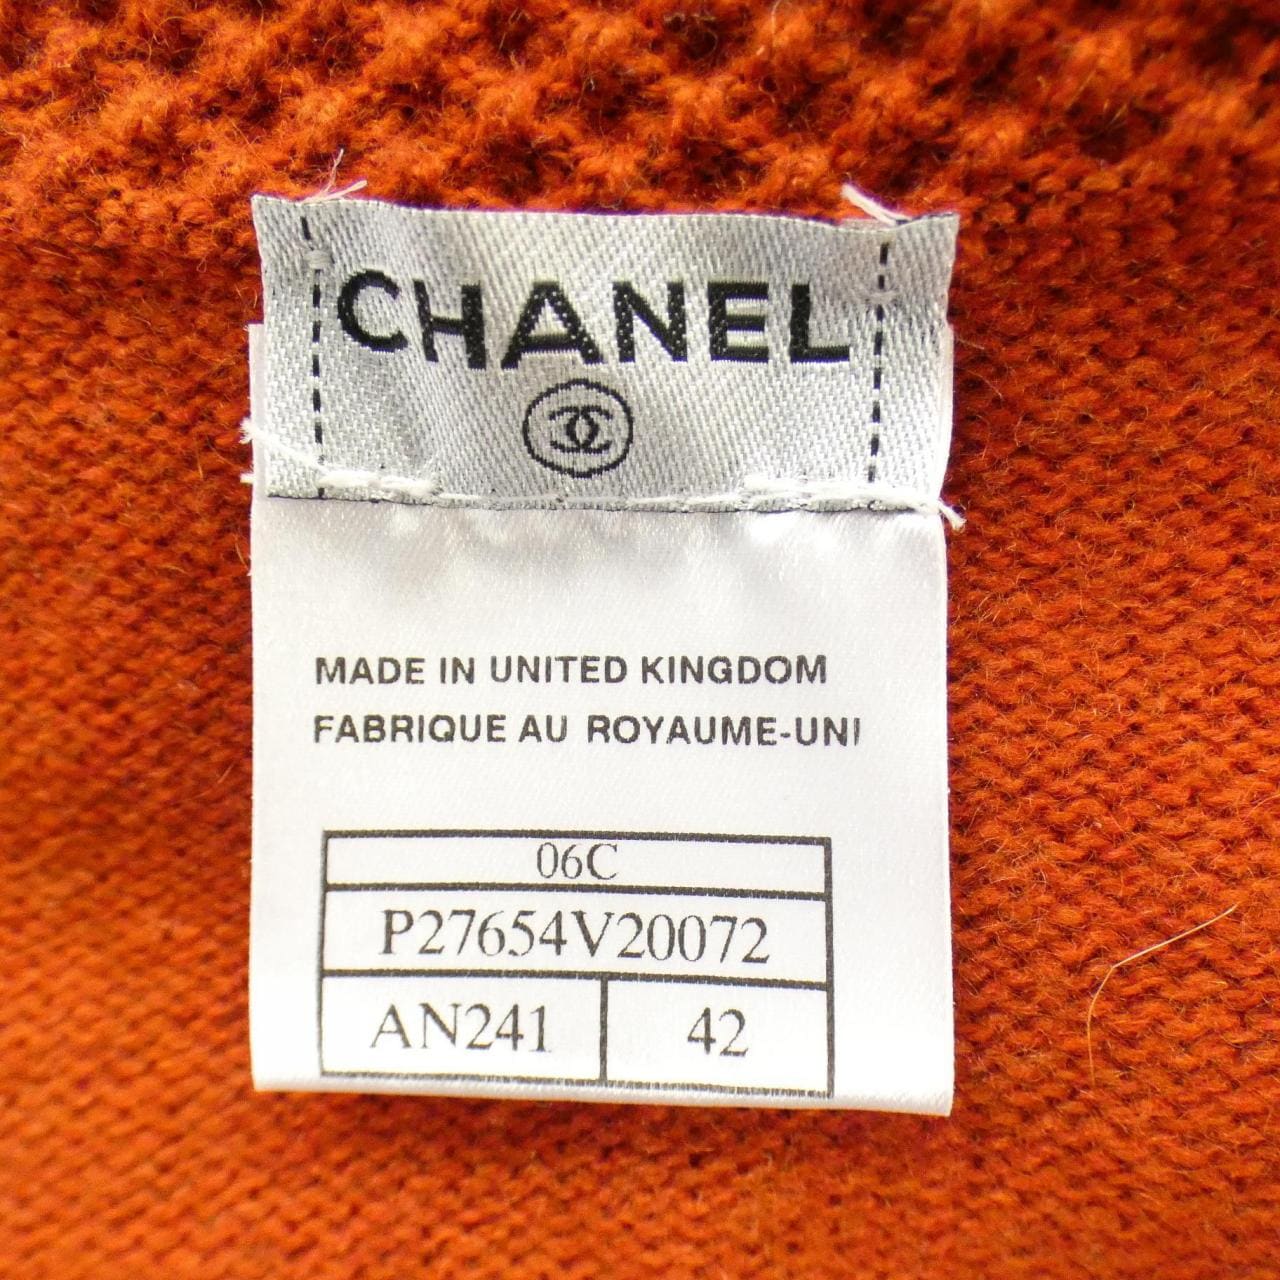 CHANEL
MADE IN UNITED KINGDOM
FABRIQUE AU ROYAUME-UNI
06C
P27654V20072
AN241 42